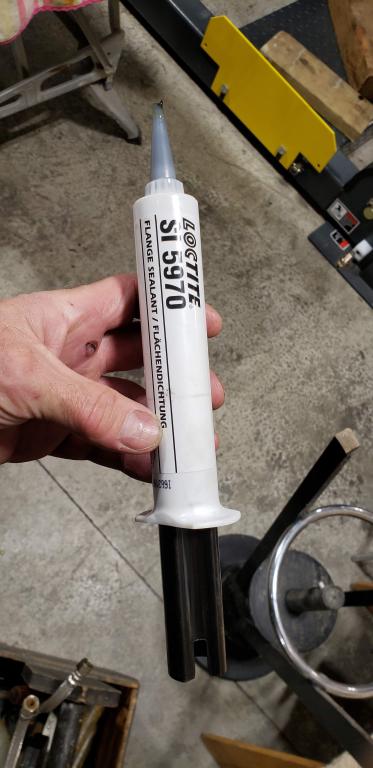 LOCTITE
SI 5970
FLANGE SEALANT / FLÄCHENDICHTUNG